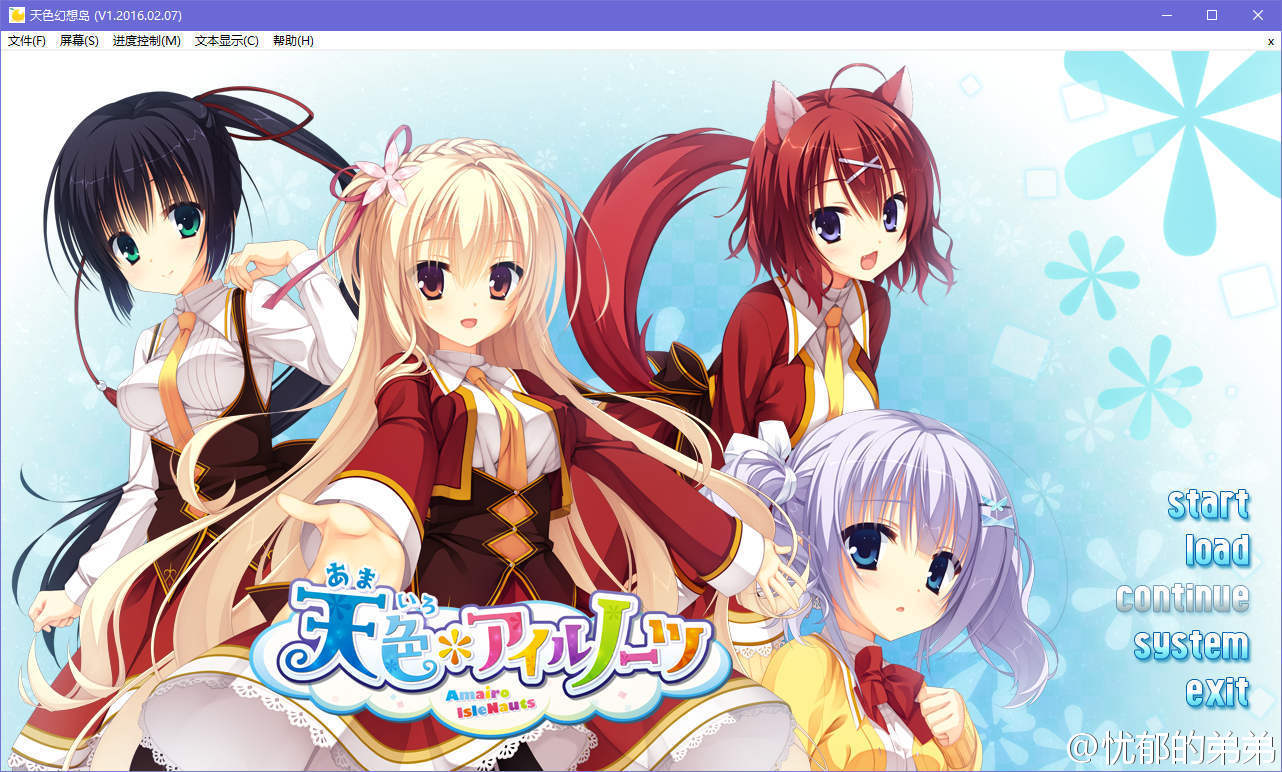 天色幻想岛 (V1.2016.02.07)
文件(F) 屏幕(S) 进度控制(M) 文本显示(C) 帮助(H) x
start
load
continue
system
exit
あまいろ
天色*アイルノーツ
Amairo
IsleNauts
@忧郁的弟弟